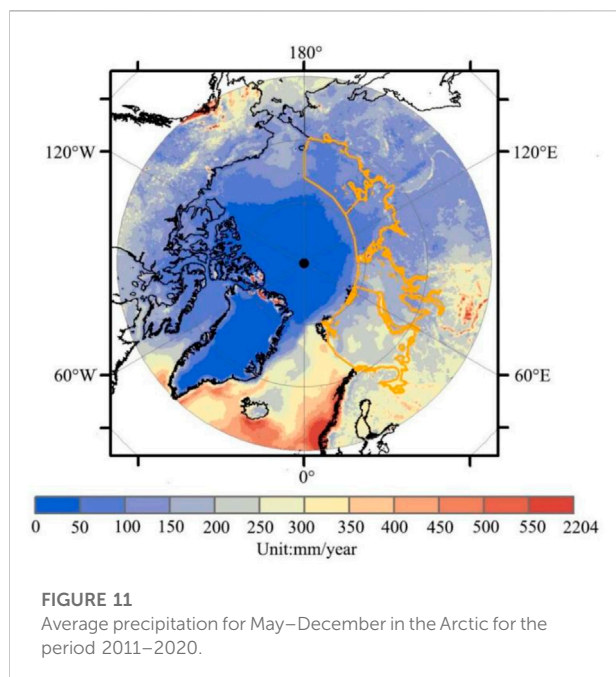 180°
120°W
120°E
60°W
60°E
0°
0 50 100 150 200 250 300 350 400 450 500 550 2204
Unit:mm/year
FIGURE 11
Average precipitation for May–December in the Arctic for the
period 2011–2020.